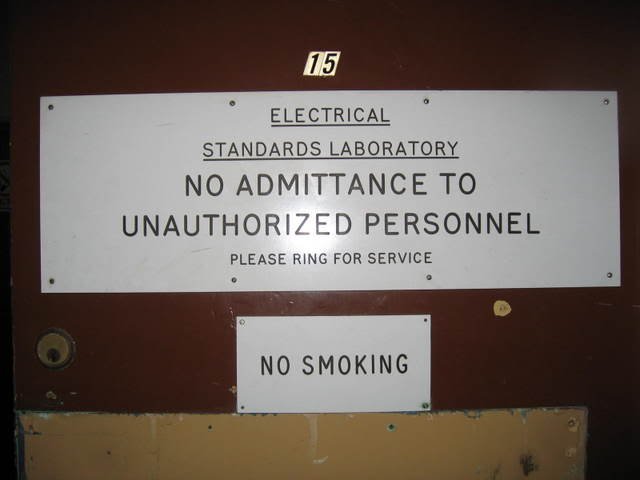 15
ELECTRICAL
STANDARDS LABORATORY
NO ADMITTANCE TO
UNAUTHORIZED PERSONNEL
PLEASE RING FOR SERVICE
NO SMOKING